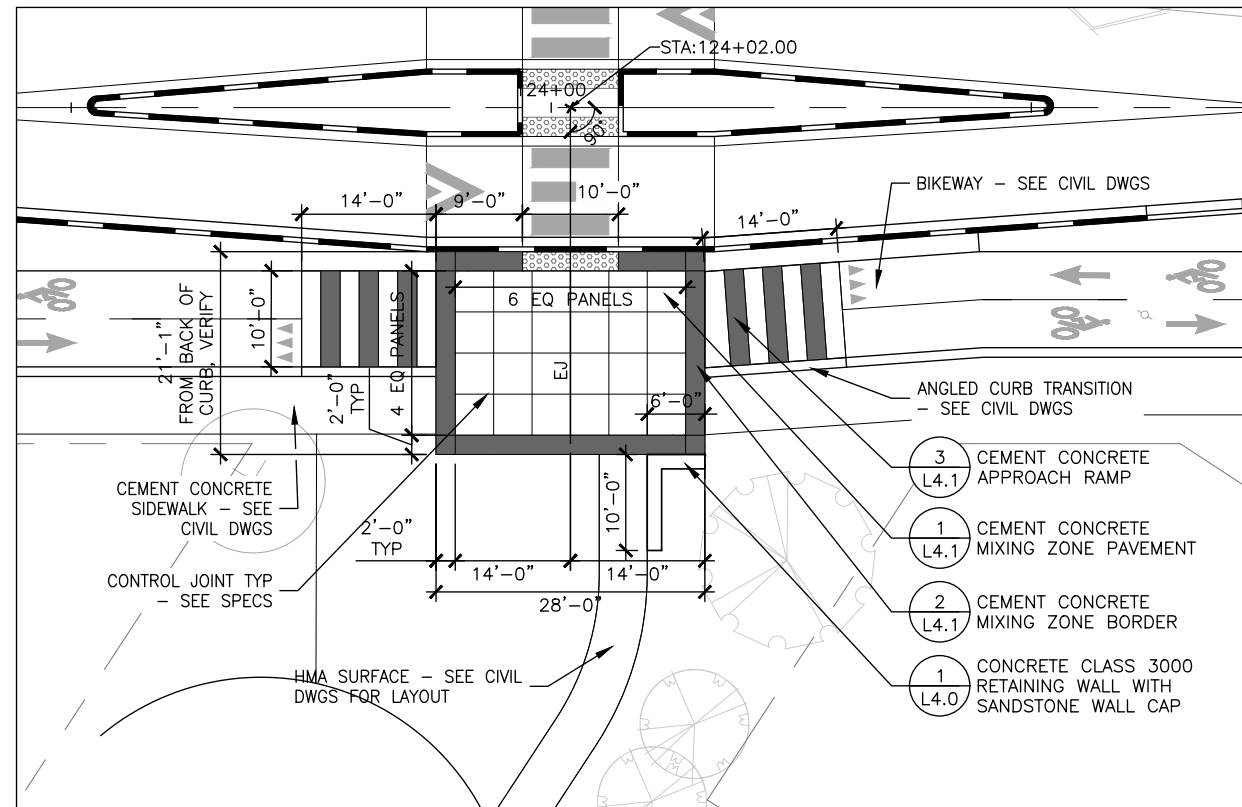 STA:124+02.00
124+00
90°
BIKEWAY – SEE CIVIL DWGS
14'-0"
9'-0"
10'-0"
14'-0"
6 EQ PANELS
4 EQ PANELS
EJ
10'-0"
21'-1"
FROM BACK OF
CURB, VERIFY
2'-0"
TYP
6'-0"
ANGLED CURB TRANSITION
– SEE CIVIL DWGS
3
L4.1
CEMENT CONCRETE
APPROACH RAMP
CEMENT CONCRETE
SIDEWALK – SEE
CIVIL DWGS
10'-0"
2'-0"
TYP
1
L4.1
CEMENT CONCRETE
MIXING ZONE PAVEMENT
CONTROL JOINT TYP
– SEE SPECS
14'-0"
14'-0"
28'-0"
2
L4.1
CEMENT CONCRETE
MIXING ZONE BORDER
HMA SURFACE – SEE CIVIL
DWGS FOR LAYOUT
1
L4.0
CONCRETE CLASS 3000
RETAINING WALL WITH
SANDSTONE WALL CAP